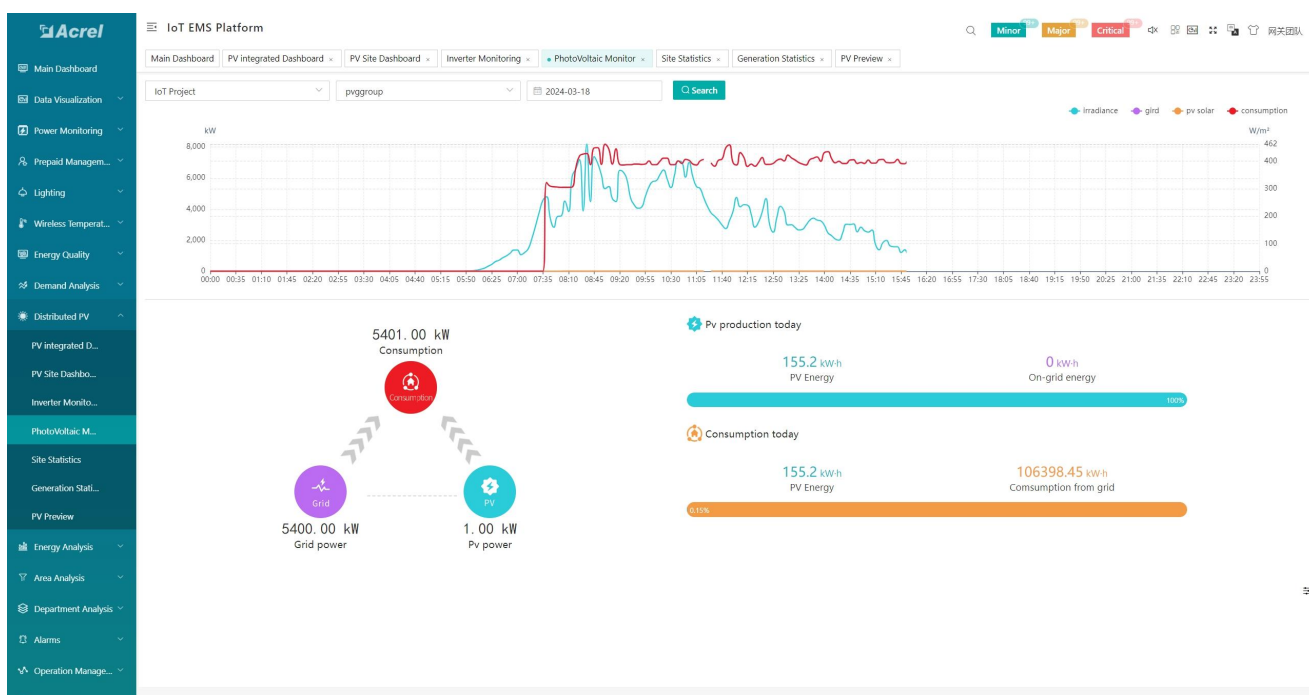 Acrel
IoT EMS Platform
Minor
Major
Critical
网关团队
Main Dashboard
PV integrated Dashboard ×
PV Site Dashboard ×
Inverter Monitoring ×
PhotoVoltaic Monitor ×
Site Statistics ×
Generation Statistics ×
PV Preview ×
Main Dashboard
Data Visualization
Power Monitoring
Prepaid Managem...
Lighting
Wireless Temperat...
Energy Quality
Demand Analysis
Distributed PV
PV integrated D...
PV Site Dashbo...
Inverter Monito...
PhotoVoltaic M...
Site Statistics
Generation Stati...
PV Preview
Energy Analysis
Area Analysis
Department Analysis
Alarms
Operation Manage...
IoT Project
pvggroup
2024-03-18
Search
irradiance
gird
pv solar
consumption
kW
W/m²
8,000
6,000
4,000
2,000
0
462
400
300
200
100
0
00:00 00:35 01:10 01:45 02:20 02:55 03:30 04:05 04:40 05:15 05:50 06:25 07:00 07:35 08:10 08:45 09:20 09:55 10:30 11:05 11:40 12:15 12:50 13:25 14:00 14:35 15:10 15:45 16:20 16:55 17:30 18:05 18:40 19:15 19:50 20:25 21:00 21:35 22:10 22:45 23:20 23:55
5401.00 kW
Consumption
Consumption
Grid
PV
5400.00 kW
Grid power
1.00 kW
Pv power
Pv production today
155.2 kW·h
PV Energy
0 kW·h
On-grid energy
100%
Consumption today
155.2 kW·h
PV Energy
106398.45 kW·h
Comsumption from grid
0.15%